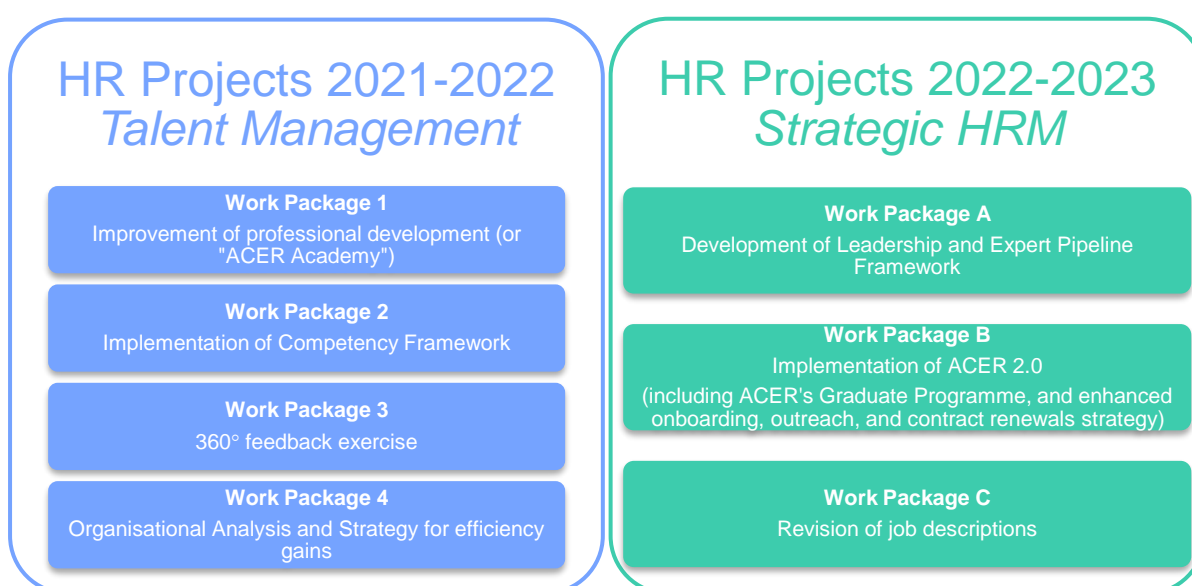 HR Projects 2021-2022
Talent Management
Work Package 1
Improvement of professional development (or
"ACER Academy")
Work Package 2
Implementation of Competency Framework
Work Package 3
360° feedback exercise
Work Package 4
Organisational Analysis and Strategy for efficiency
gains
HR Projects 2022-2023
Strategic HRM
Work Package A
Development of Leadership and Expert Pipeline
Framework
Work Package B
Implementation of ACER 2.0
(including ACER's Graduate Programme, and enhanced
onboarding, outreach, and contract renewals strategy)
Work Package C
Revision of job descriptions